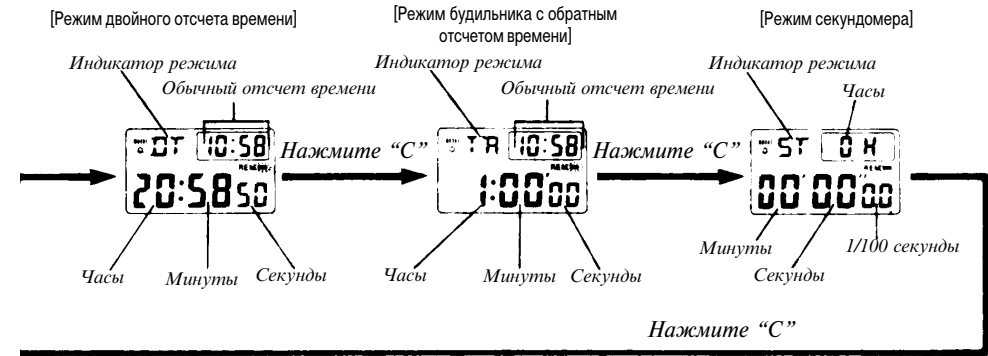 [Режим двойного отсчета времени]
[Режим будильника с обратным
отсчетом времени]
[Режим секундомера]
Индикатор режима
Обычный отсчет времени
Индикатор режима
Обычный отсчет времени
Индикатор режима
Часы
DT 10:58
20:58 50
Нажмите “C”
TR 10:58
1:00' 00
Нажмите “C”
ST 0 H
00' 00'' 00
Часы
Минуты
Секунды
Часы
Минуты
Секунды
Минуты
Секунды
1/100 секунды
Нажмите “C”